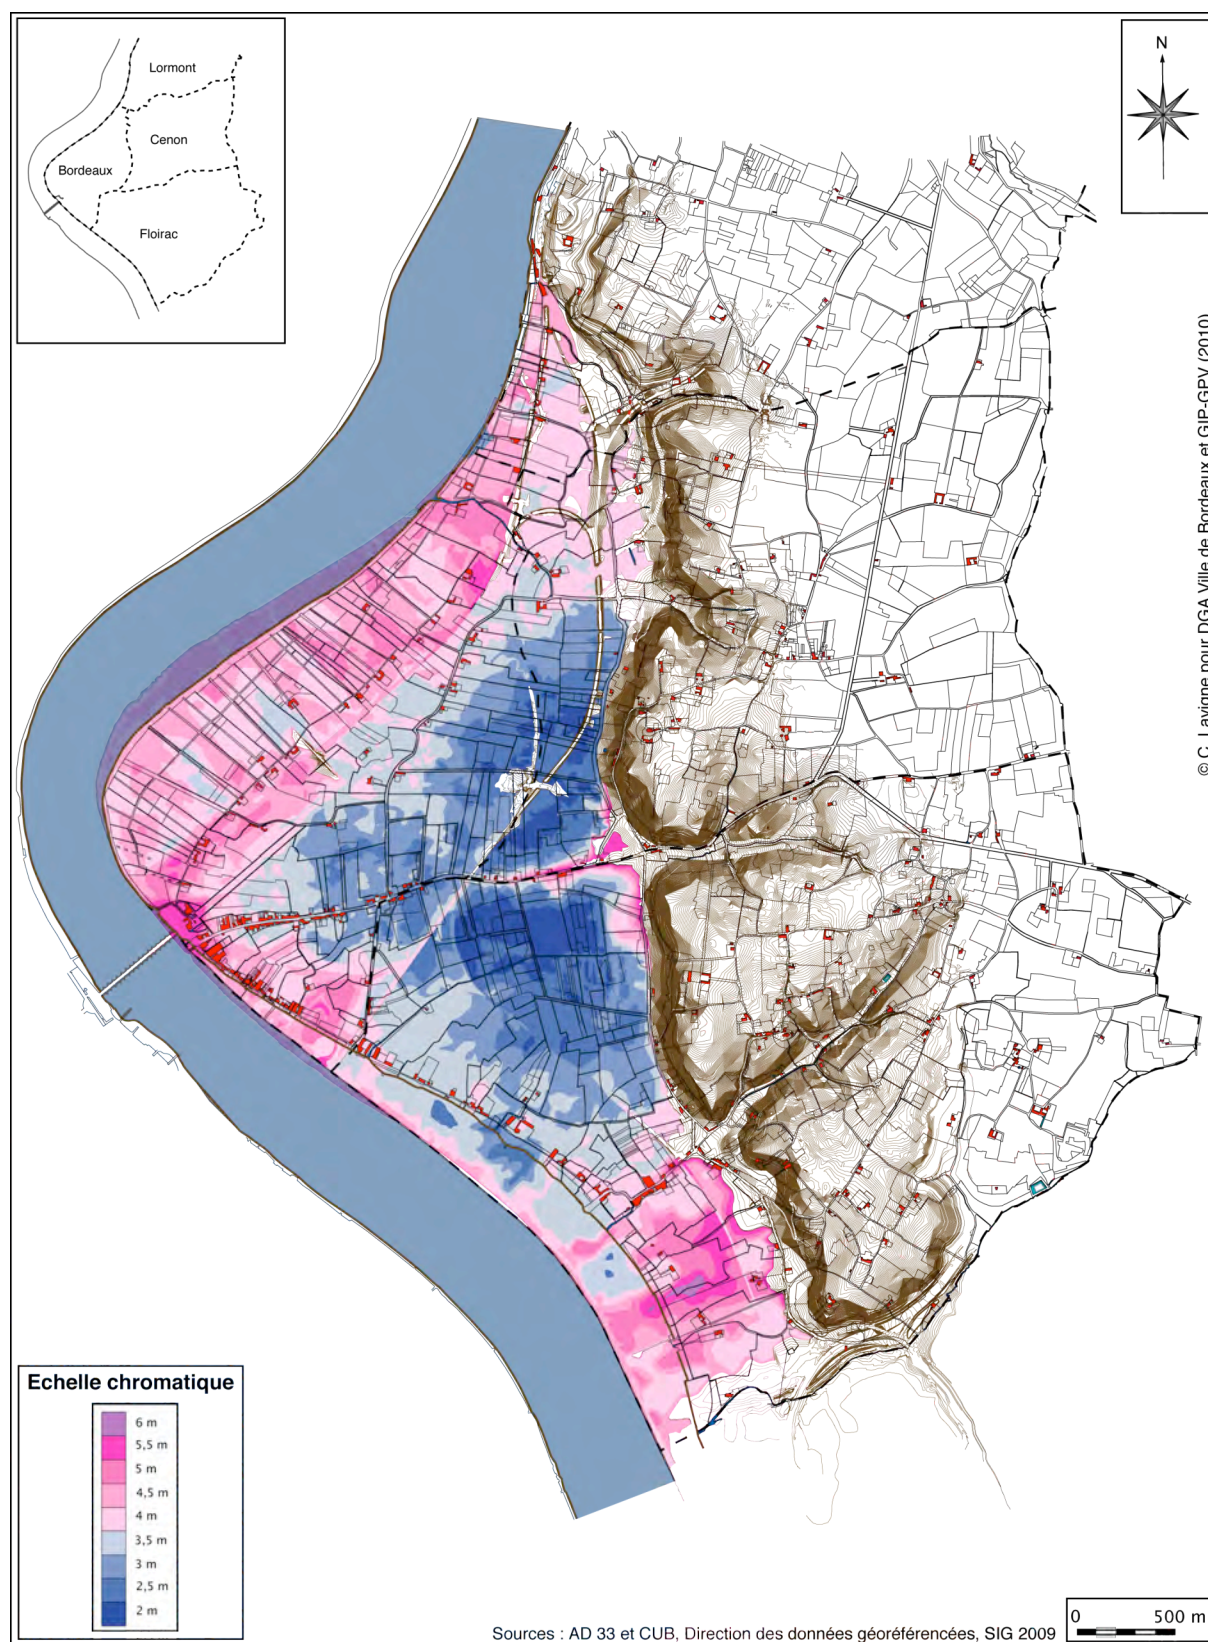 Lormont
Cenon
Bordeaux
Floirac
N
© C. Lavigne pour DGA Ville de Bordeaux et GIP-GPV (2010)
Echelle chromatique
6 m
5,5 m
5 m
4,5 m
4 m
3,5 m
3 m
2,5 m
2 m
Sources : AD 33 et CUB, Direction des données géoréférencées, SIG 2009
0 500 m